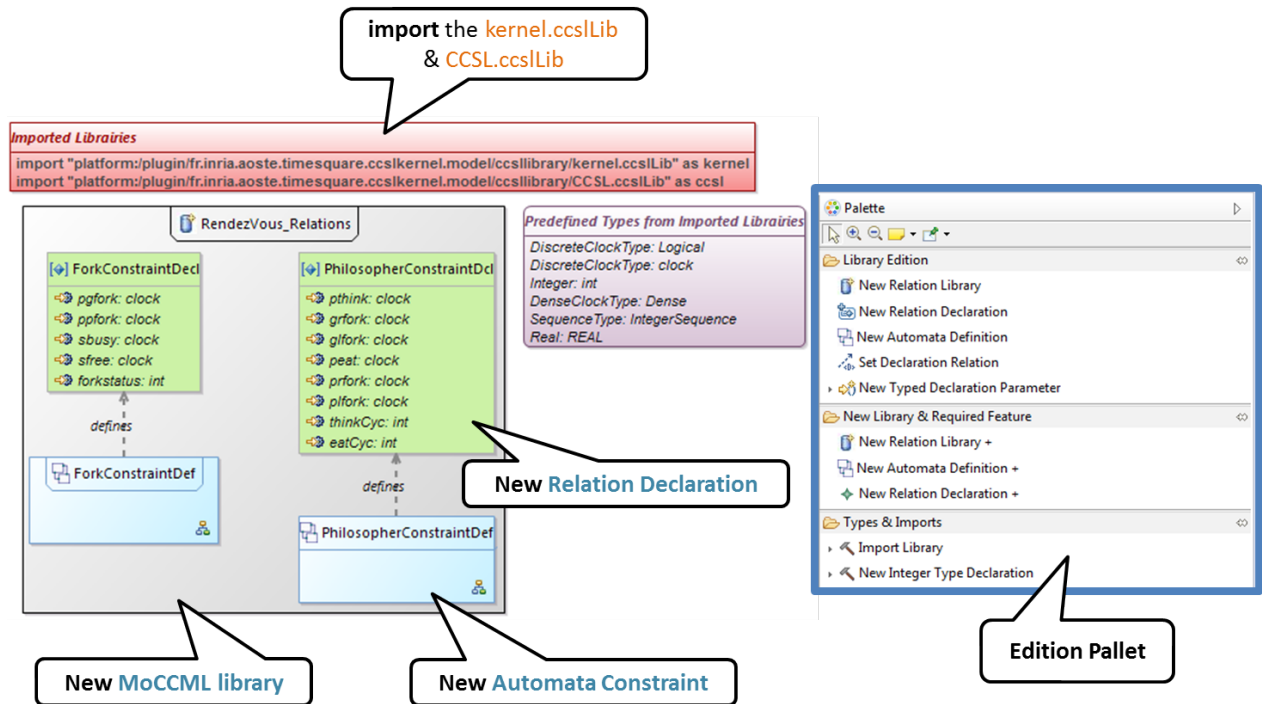 import the kernel.ccslLib
& CCSL.ccslLib
Imported Librairies
import "platform:/plugin/fr.inria.aoste.timesquare.ccslkernel.model/ccsllibrary/kernel.ccslLib" as kernel
import "platform:/plugin/fr.inria.aoste.timesquare.ccslkernel.model/ccsllibrary/CCSL.ccslLib" as ccsl
RendezVous_Relations
ForkConstraintDecl
pgfork: clock
ppfork: clock
sbusy: clock
sfree: clock
forkstatus: int
defines
ForkConstraintDef
PhilosopherConstraintDcl
pthink: clock
grfork: clock
glfork: clock
peat: clock
prfork: clock
plfork: clock
thinkCyc: int
eatCyc: int
defines
PhilosopherConstraintDef
Predefined Types from Imported Librairies
DiscreteClockType: Logical
DiscreteClockType: clock
Integer: int
DenseClockType: Dense
SequenceType: IntegerSequence
Real: REAL
New Relation Declaration
New MoCCML library
New Automata Constraint
Palette
Library Edition
New Relation Library
New Relation Declaration
New Automata Definition
Set Declaration Relation
New Typed Declaration Parameter
New Library & Required Feature
New Relation Library +
New Automata Definition +
New Relation Declaration +
Types & Imports
Import Library
New Integer Type Declaration
Edition Pallet